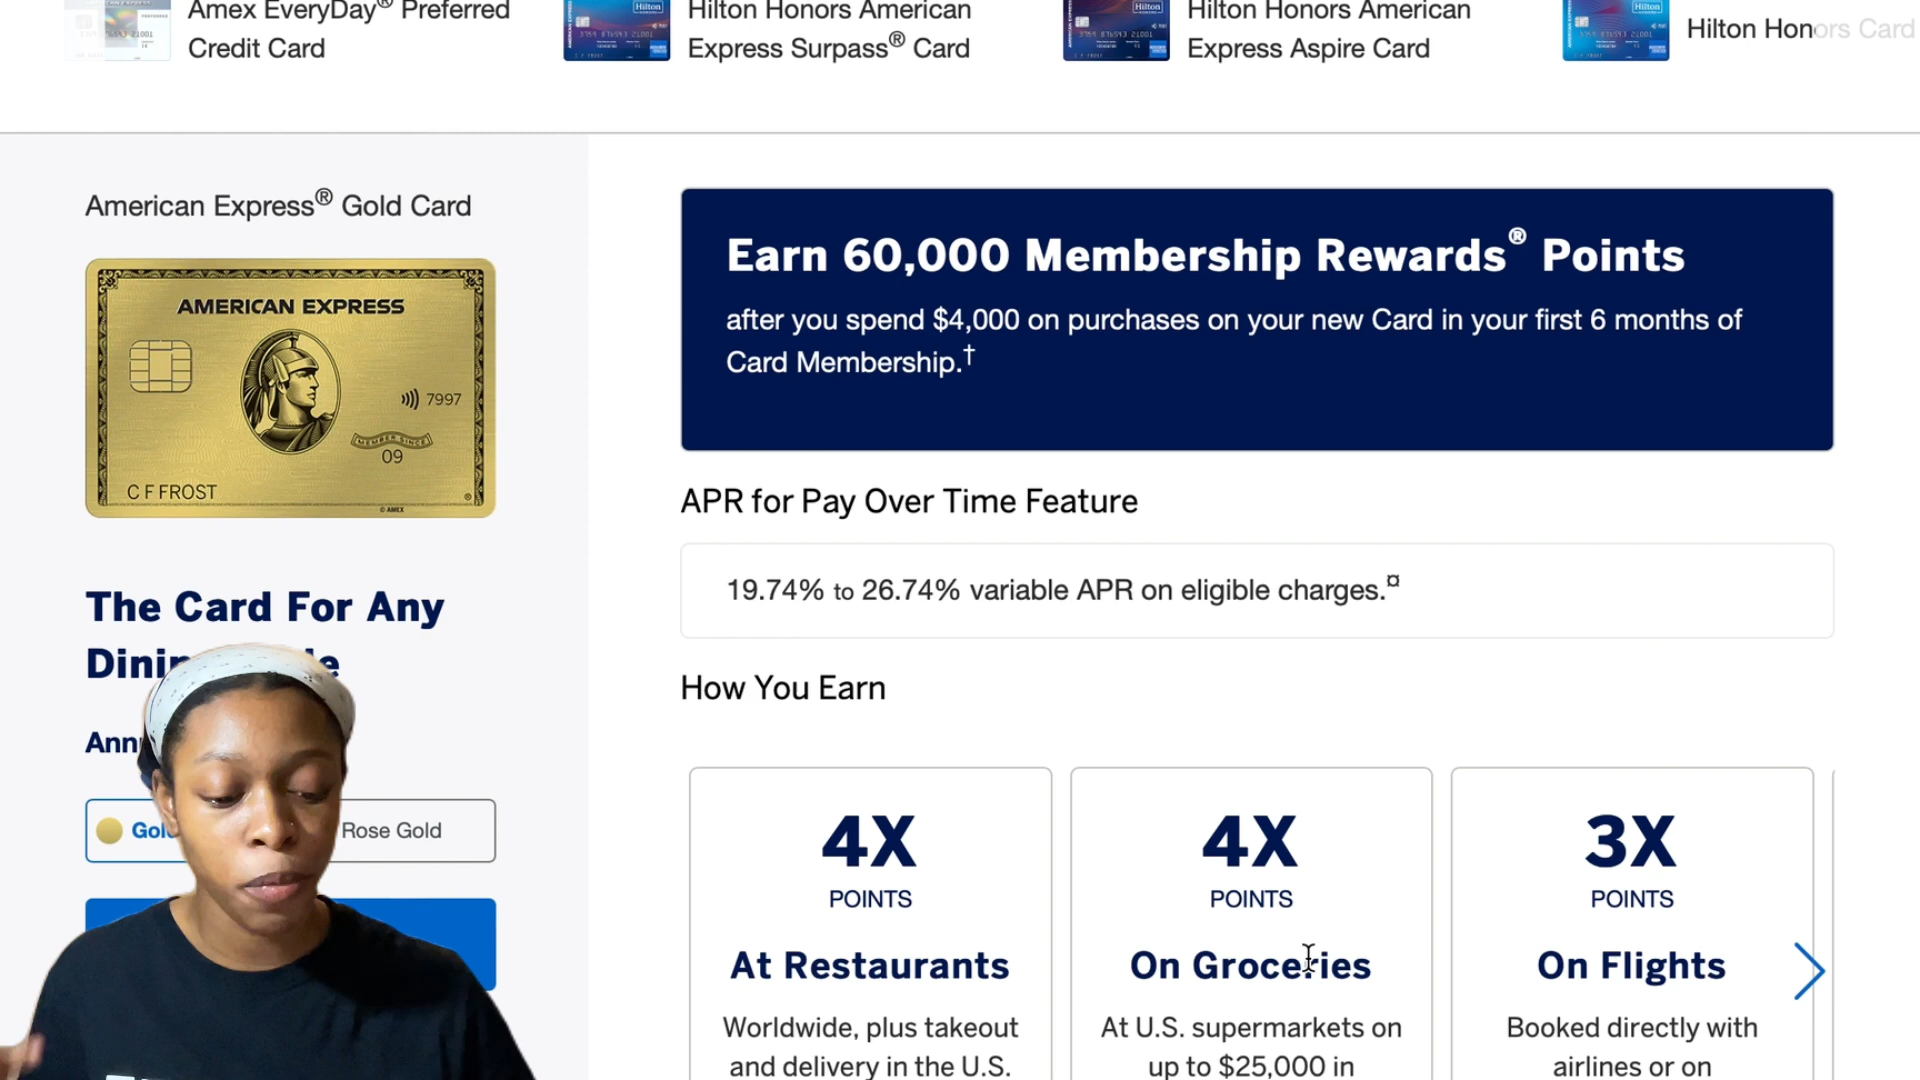 Amex EveryDay® Preferred
Credit Card
Hilton Honors American
Express Surpass® Card
Hilton Honors American
Express Aspire Card
Hilton Honors Card
American Express® Gold Card
AMERICAN EXPRESS
7997
MEMBER SINCE
09
C F FROST
© AMEX
The Card For Any
Earn 60,000 Membership Rewards® Points
after you spend $4,000 on purchases on your new Card in your first 6 months of
Card Membership.†
APR for Pay Over Time Feature
19.74% to 26.74% variable APR on eligible charges.¤
How You Earn
Rose Gold
4X
POINTS
At Restaurants
Worldwide, plus takeout
and delivery in the U.S.
4X
POINTS
On Groceries
At U.S. supermarkets on
up to $25,000 in
3X
POINTS
On Flights
Booked directly with
airlines or on